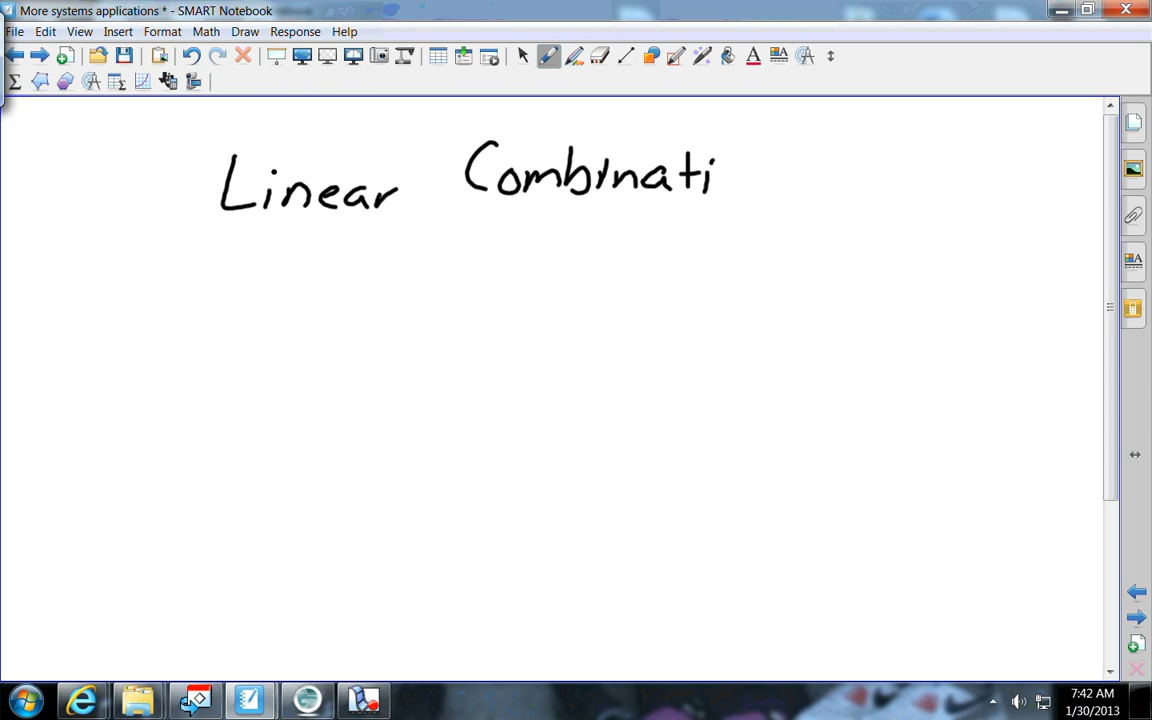 More systems applications * - SMART Notebook
File Edit View Insert Format Math Draw Response Help
Linear Combinati
7:42 AM
1/30/2013